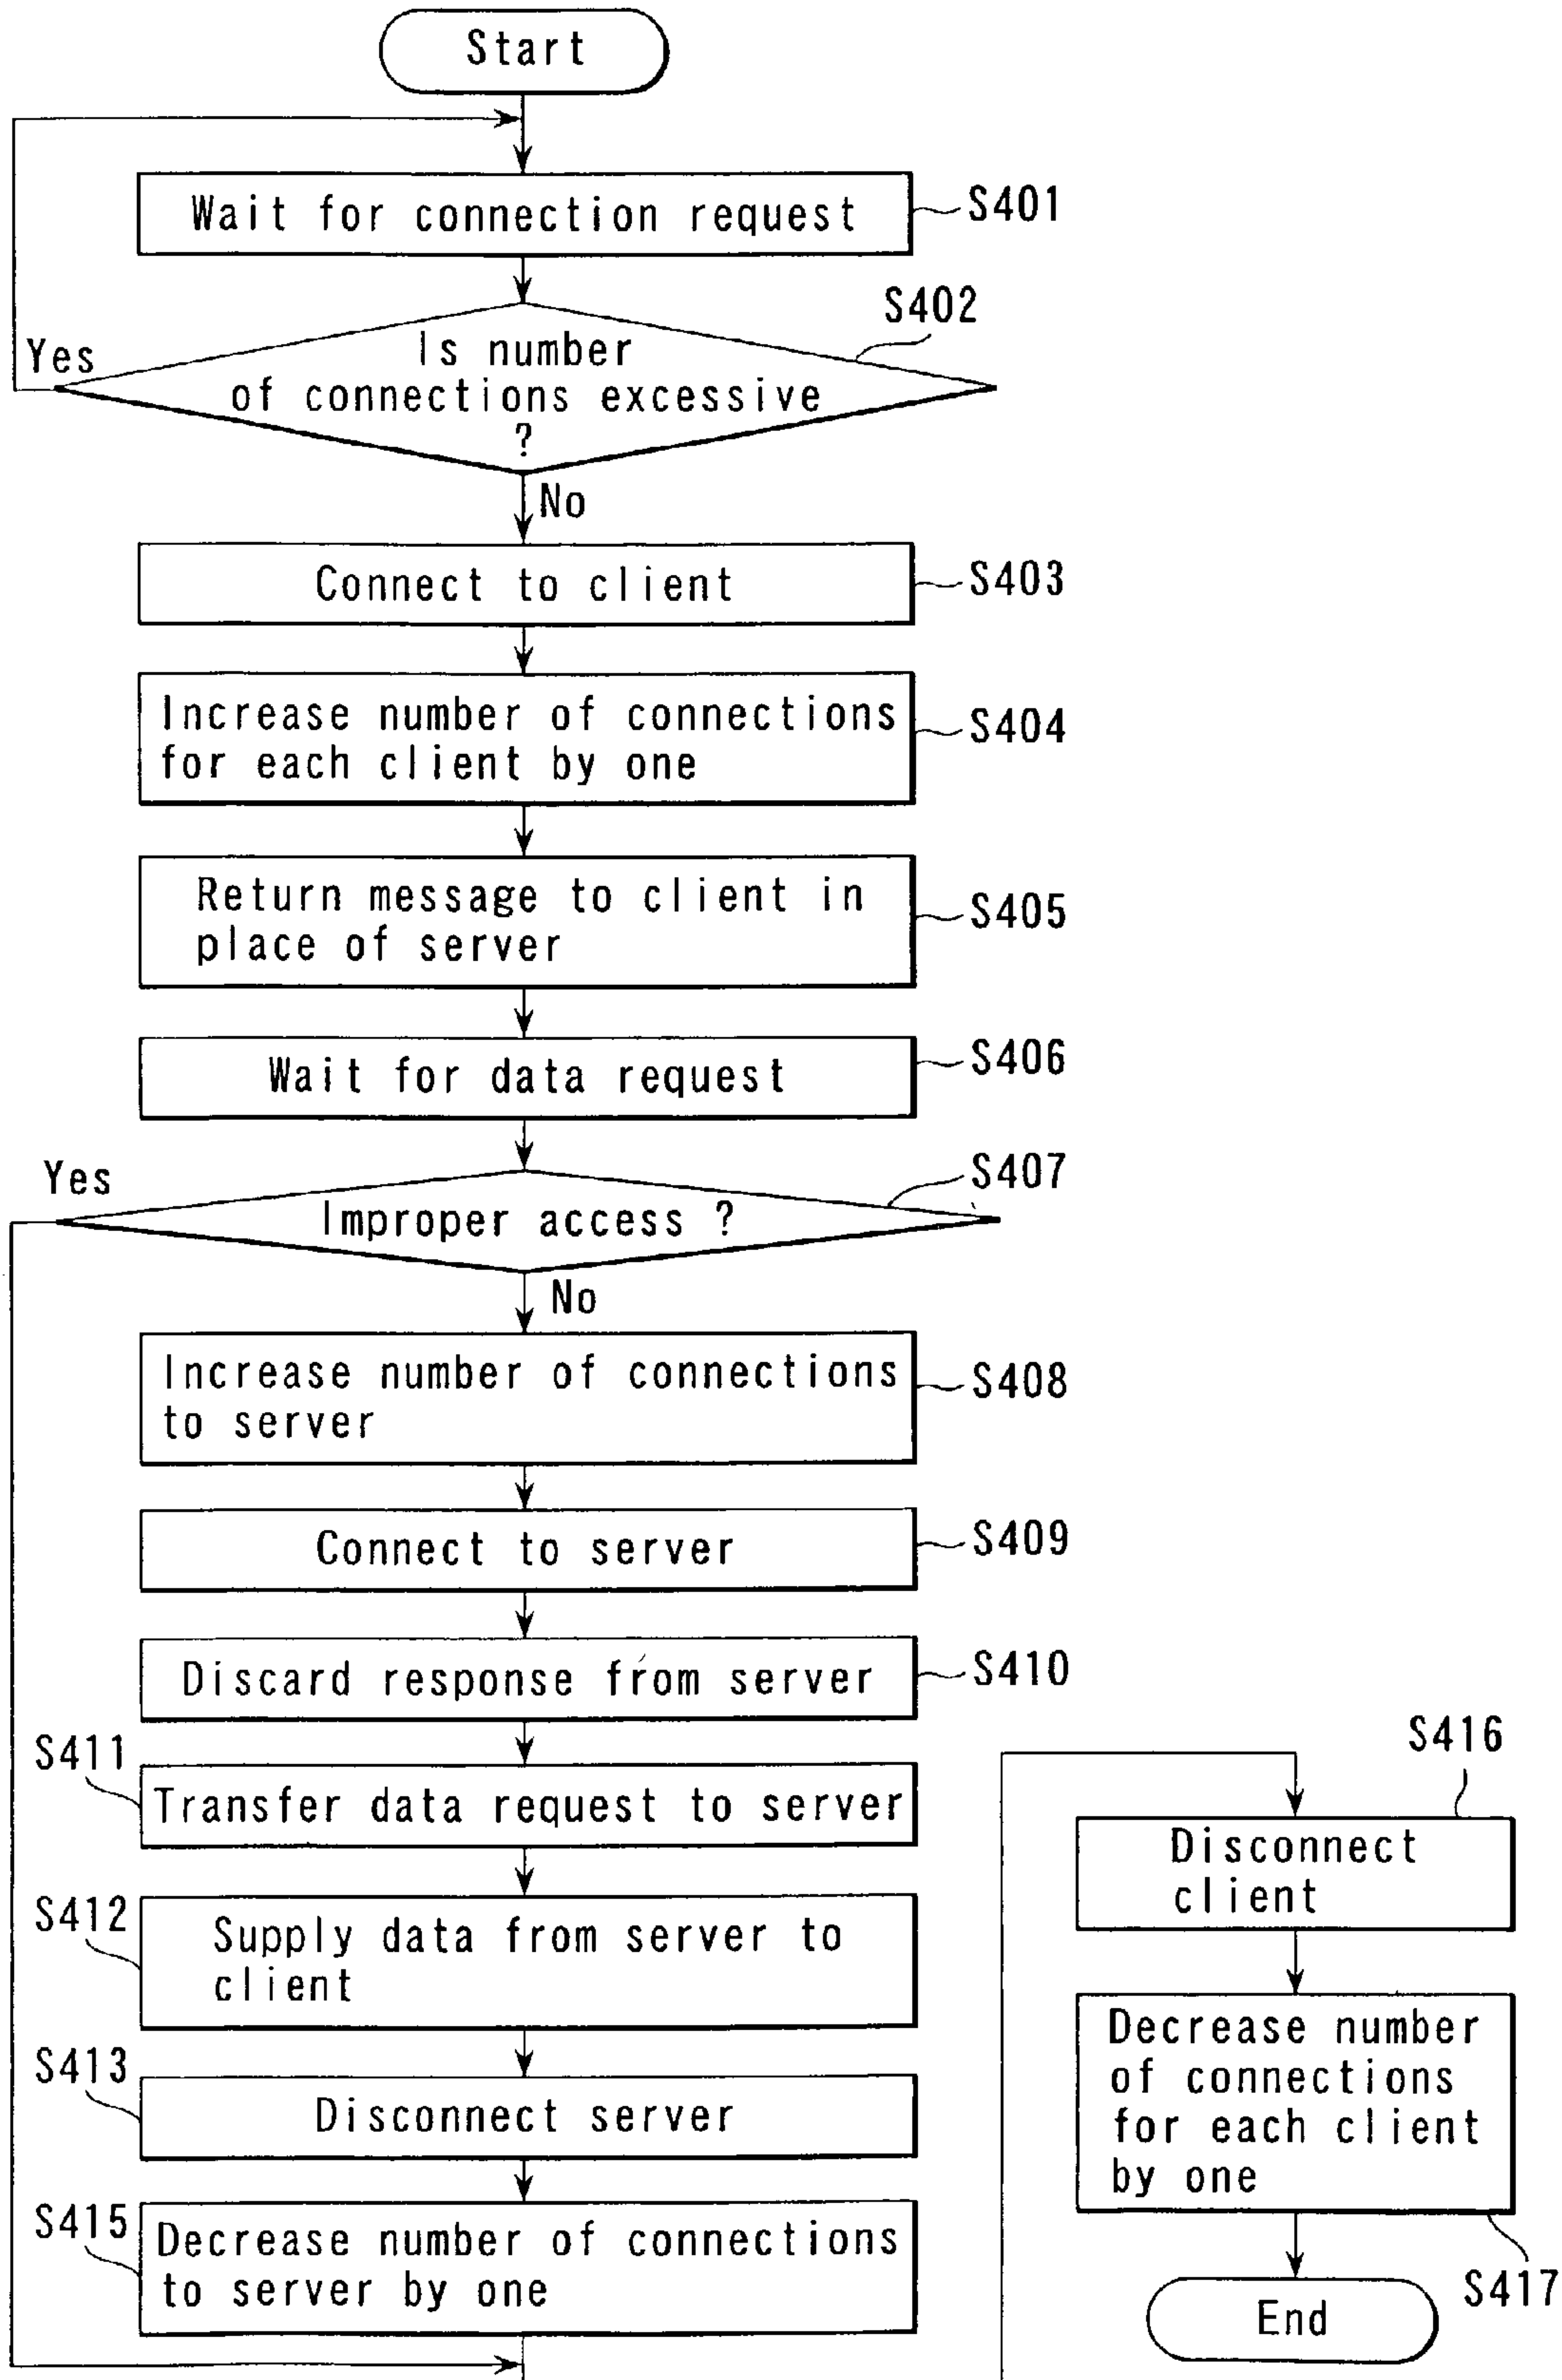 Start
Wait for connection request
S401
S402
Yes
Is number
of connections excessive
?
No
Connect to client
S403
Increase number of connections
for each client by one
S404
Return message to client in
place of server
S405
Wait for data request
S406
Yes
S407
Improper access ?
No
Increase number of connections
to server
S408
Connect to server
S409
Discard response from server
S410
S411
Transfer data request to server
S412
Supply data from server to
client
S413
Disconnect server
S415
Decrease number of connections
to server by one
S416
Disconnect
client
Decrease number
of connections
for each client
by one
S417
End